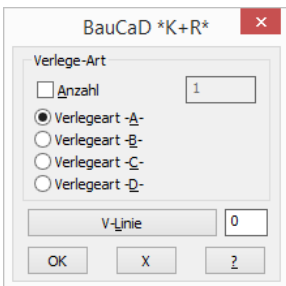 BauCaD *K+R*
Verlege-Art
Anzahl 1
Verlegeart -A-
Verlegeart -B-
Verlegeart -C-
Verlegeart -D-
V-Linie 0
OK X ?